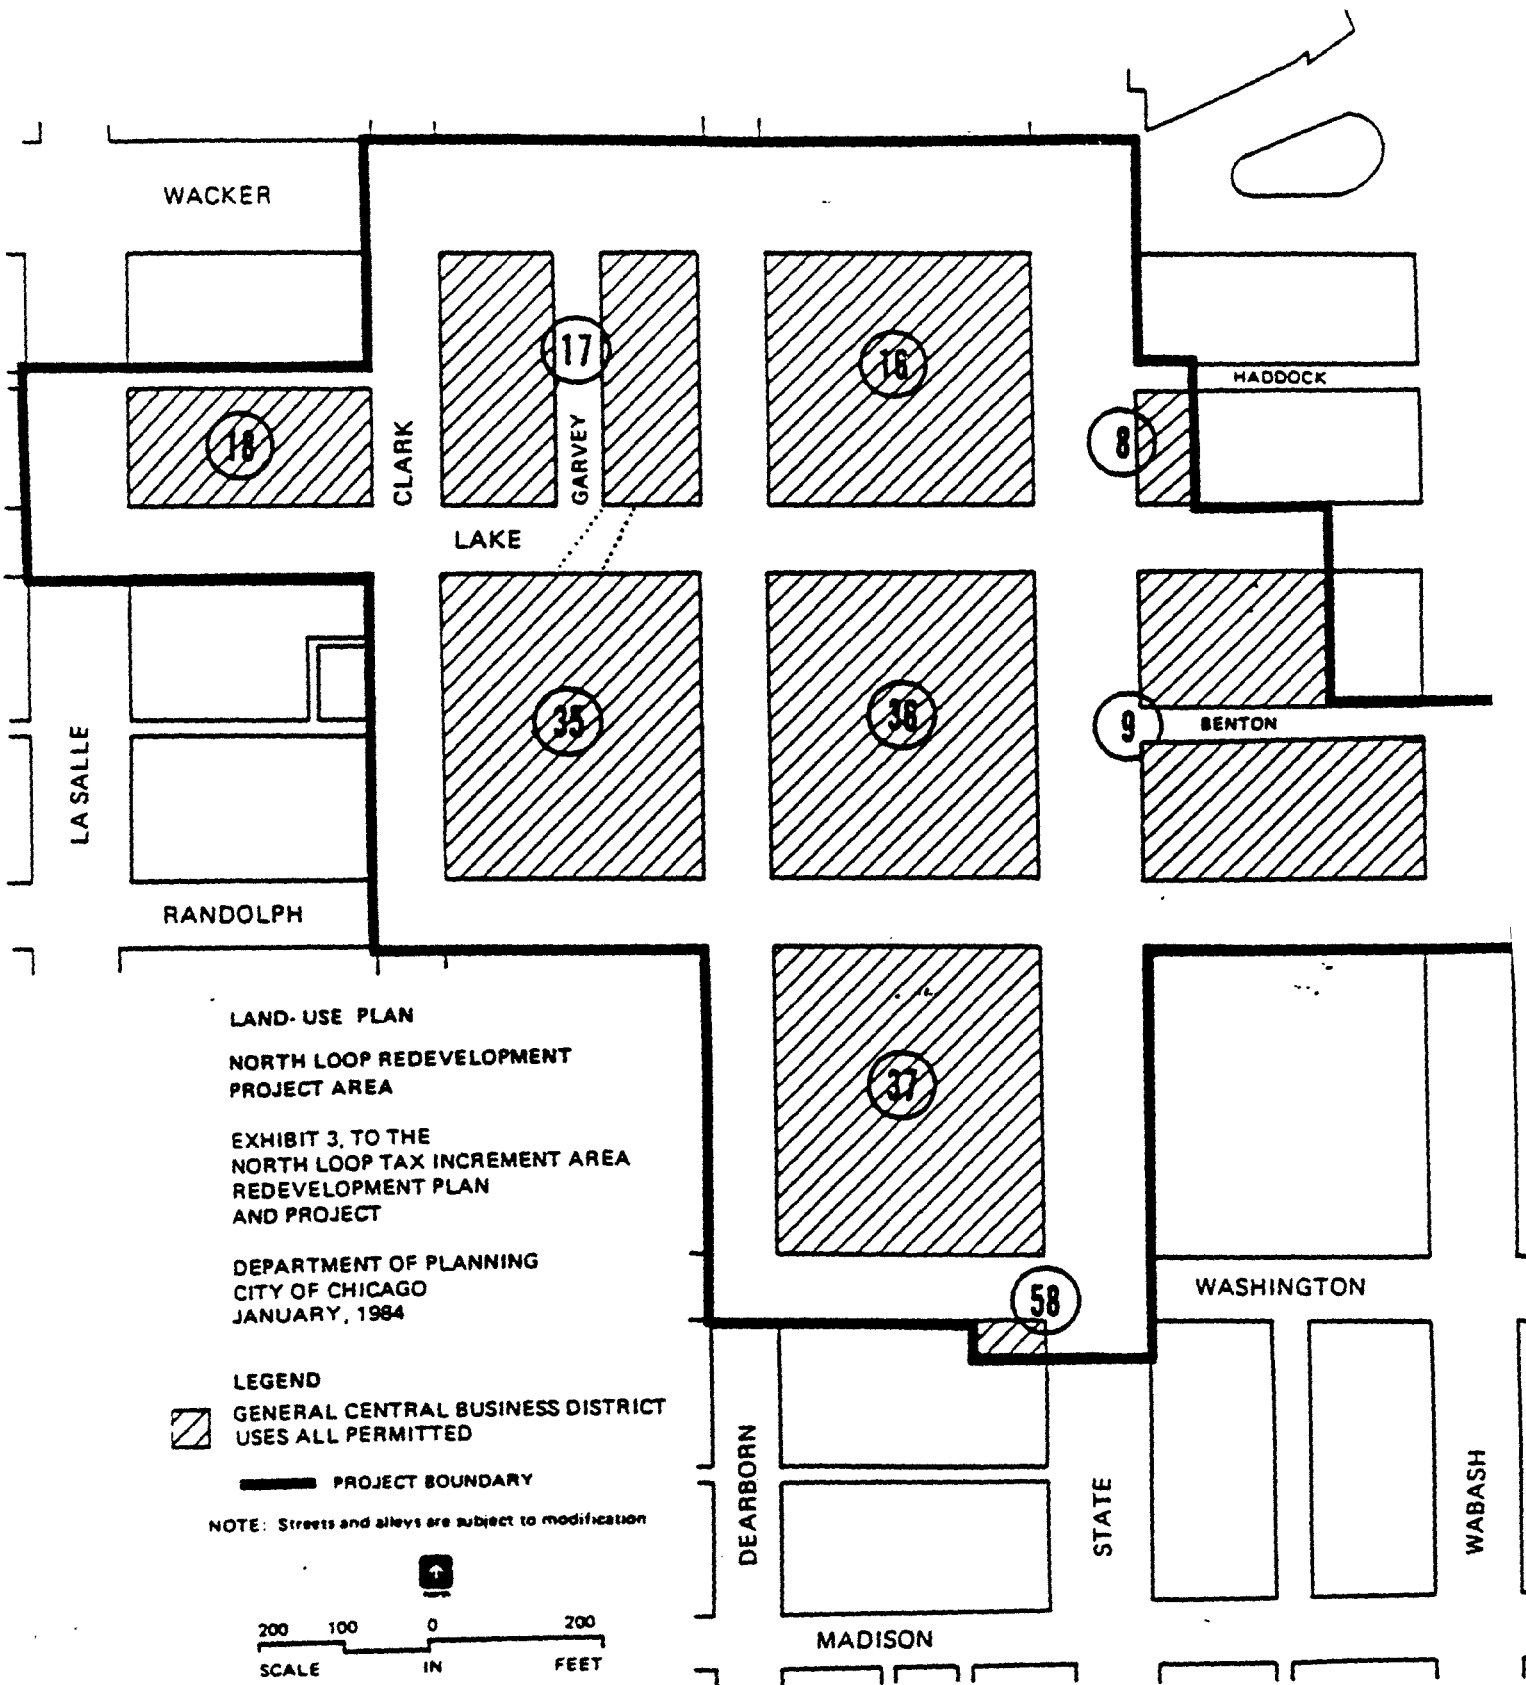 WACKER
17
16
HADDOCK
18
CLARK
GARVEY
8
LAKE
35
36
9
BENTON
LA SALLE
RANDOLPH
LAND-USE PLAN
NORTH LOOP REDEVELOPMENT
PROJECT AREA
37
EXHIBIT 3, TO THE
NORTH LOOP TAX INCREMENT AREA
REDEVELOPMENT PLAN
AND PROJECT
DEPARTMENT OF PLANNING
CITY OF CHICAGO
JANUARY, 1984
58
WASHINGTON
LEGEND
GENERAL CENTRAL BUSINESS DISTRICT
USES ALL PERMITTED
PROJECT BOUNDARY
NOTE: Streets and alleys are subject to modification
DEARBORN
STATE
WABASH
200 100 0 200
SCALE IN FEET
MADISON